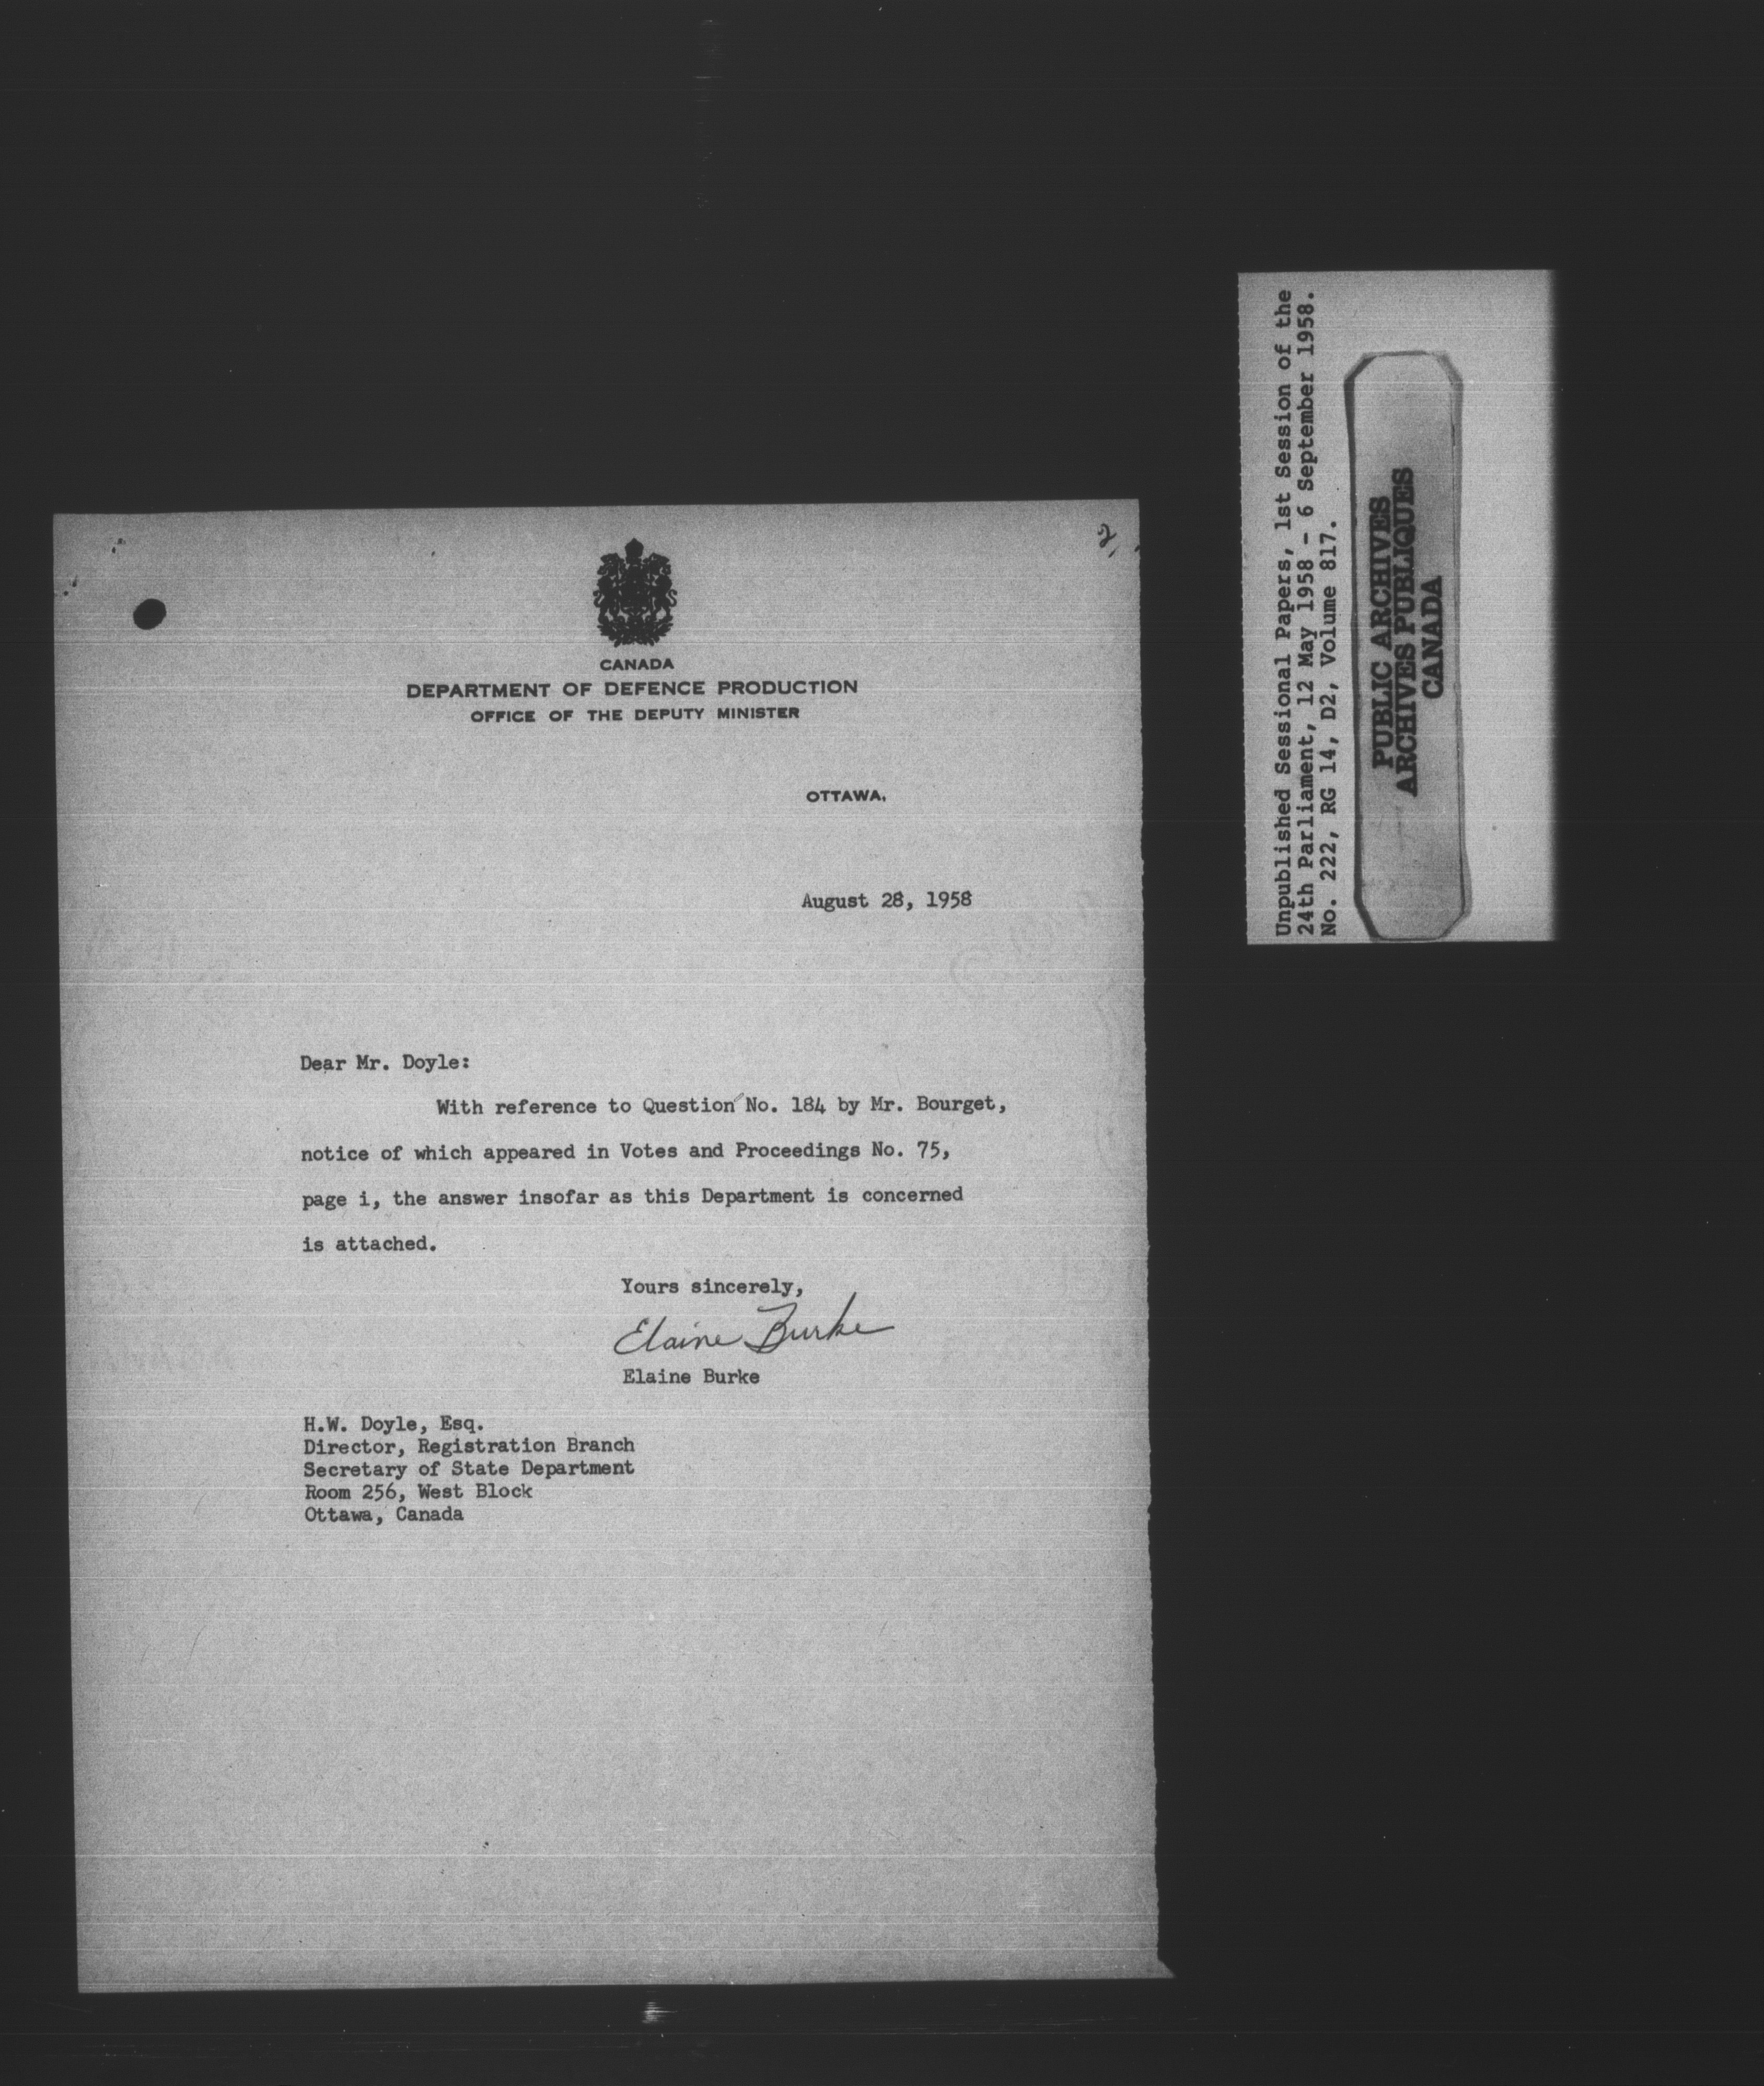 2
CANADA
DEPARTMENT OF DEFENCE PRODUCTION
OFFICE OF THE DEPUTY MINISTER
OTTAWA,
August 28, 1958
Dear Mr. Doyle:
With reference to Question No. 184 by Mr. Bourget,
notice of which appeared in Votes and Proceedings No. 75,
page i, the answer insofar as this Department is concerned
is attached.
Yours sincerely,
Elaine Burke
Elaine Burke
H.W. Doyle, Esq.
Director, Registration Branch
Secretary of State Department
Room 256, West Block
Ottawa, Canada
Unpublished Sessional Papers, 1st Session of the
24th Parliament, 12 May 1958 - 6 September 1958.
No. 222, RG 14, D2, Volume 817.
PUBLIC ARCHIVES
ARCHIVES PUBLIQUES
CANADA